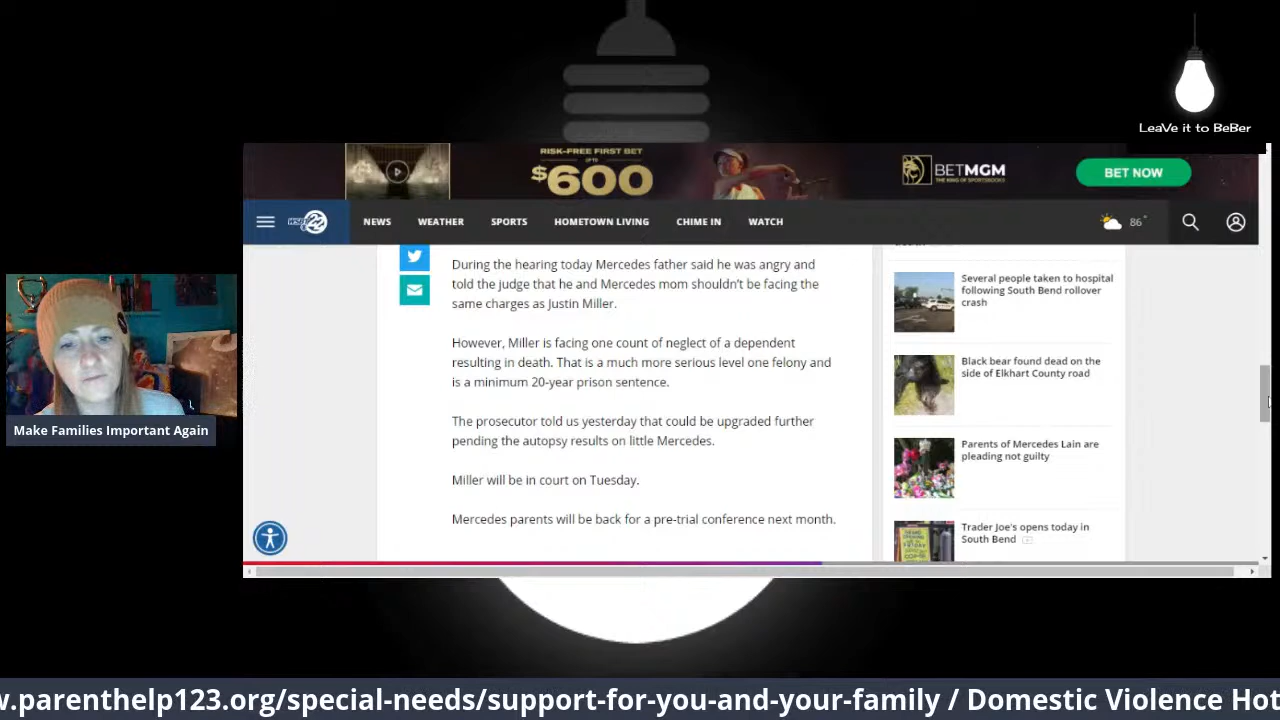 LeaVe it to BeBer
RISK-FREE FIRST BET
UP TO
$600
BETMGM
THE KING OF SPORTSBOOKS
BET NOW
NEWS WEATHER SPORTS HOMETOWN LIVING CHIME IN WATCH 86°
During the hearing today Mercedes father said he was angry and
told the judge that he and Mercedes mom shouldn't be facing the
same charges as Justin Miller.
However, Miller is facing one count of neglect of a dependent
resulting in death. That is a much more serious level one felony and
is a minimum 20-year prison sentence.
The prosecutor told us yesterday that could be upgraded further
pending the autopsy results on little Mercedes.
Miller will be in court on Tuesday.
Mercedes parents will be back for a pre-trial conference next month.
Several people taken to hospital
following South Bend rollover
crash
Black bear found dead on the
side of Elkhart County road
Parents of Mercedes Lain are
pleading not guilty
Trader Joe's opens today in
South Bend
Make Families Important Again
w.parenthelp123.org/special-needs/support-for-you-and-your-family / Domestic Violence Hot